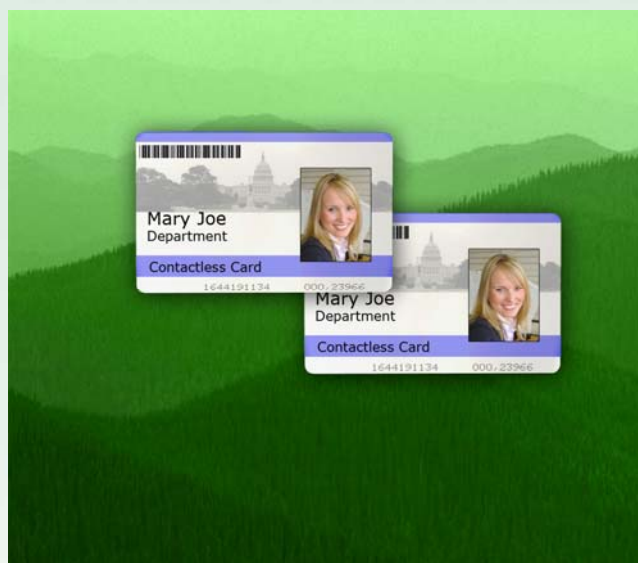 Mary Joe
Department
Contactless Card
1644191134 000,23966
Mary Joe
Department
Contactless Card
1644191134 000,23966